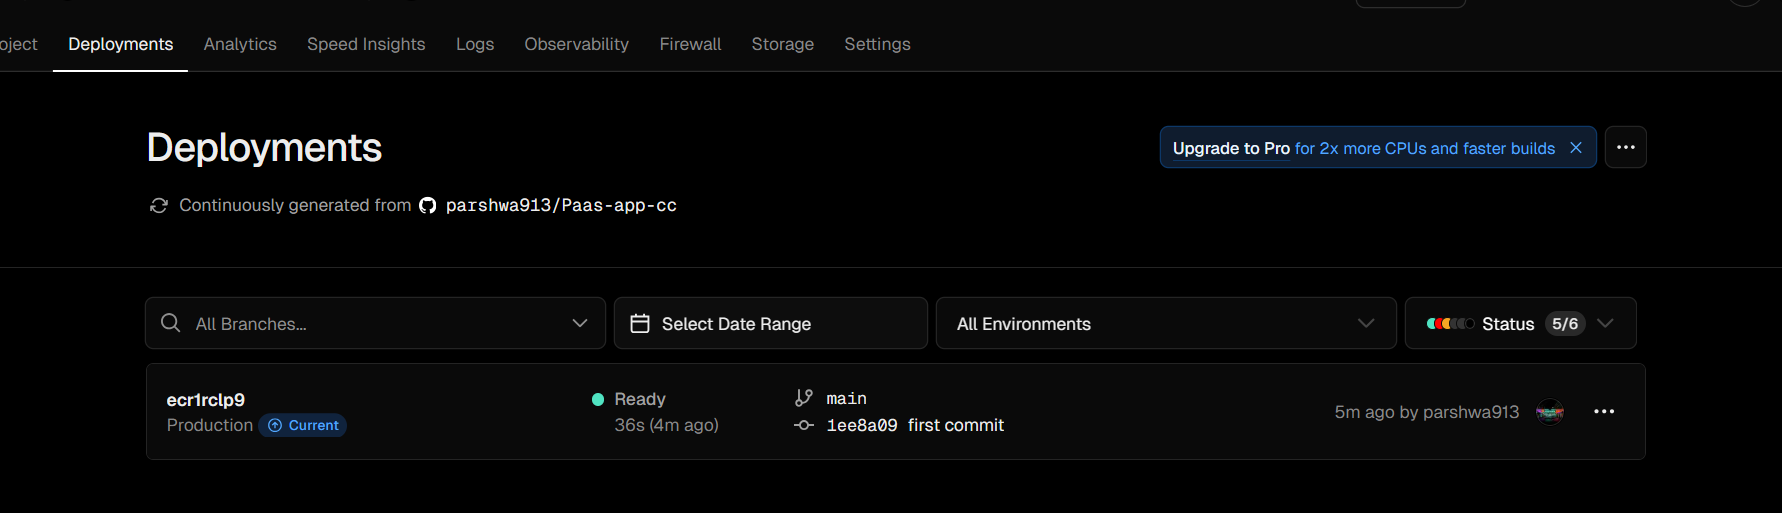 oject Deployments Analytics Speed Insights Logs Observability Firewall Storage Settings
Deployments
Upgrade to Pro for 2x more CPUs and faster builds
Continuously generated from parshwa913/Paas-app-cc
All Branches...
Select Date Range
All Environments
Status 5/6
ecr1rclp9
Production Current
Ready
36s (4m ago)
main
1ee8a09 first commit
5m ago by parshwa913